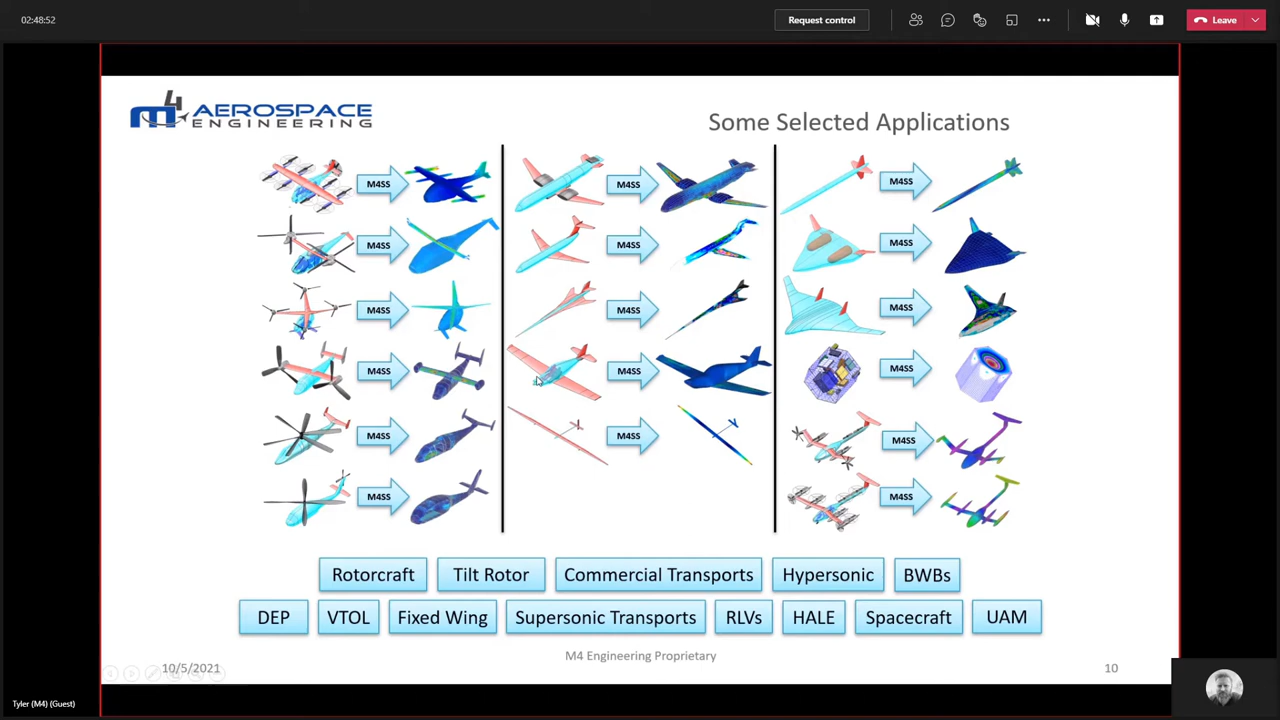 02:48:52
Request control
Leave
m4 AEROSPACE
ENGINEERING
Some Selected Applications
M4SS M4SS M4SS
M4SS M4SS M4SS
M4SS M4SS M4SS
M4SS M4SS M4SS
M4SS M4SS M4SS
M4SS M4SS
Rotorcraft Tilt Rotor Commercial Transports Hypersonic BWBs
DEP VTOL Fixed Wing Supersonic Transports RLVs HALE Spacecraft UAM
M4 Engineering Proprietary
10/5/2021 10
Tyler (M4) (Guest)